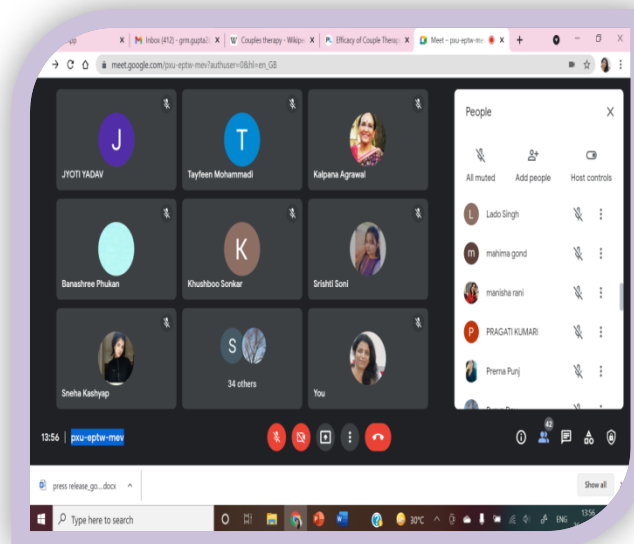 Inbox (412) - grm.gupta2
Couples therapy - Wikipe
Efficacy of Couple Therap
Meet – pxu-eptw-me
meet.google.com/pxu-eptw-mev?authuser=0&hl=en_GB
J
JYOTI YADAV
T
Tayfeen Mohammadi
Kalpana Agrawal
Banashree Phukan
K
Khushboo Sonkar
Srishti Soni
Sneha Kashyap
S
34 others
You
People
All muted
Add people
Host controls
L Lado Singh
m mahima gond
manisha rani
P PRAGATI KUMARI
Prerna Punj
13:56 | pxu-eptw-mev
42
press release_go....docx
Show all
Type here to search
30°C
ENG
13:56